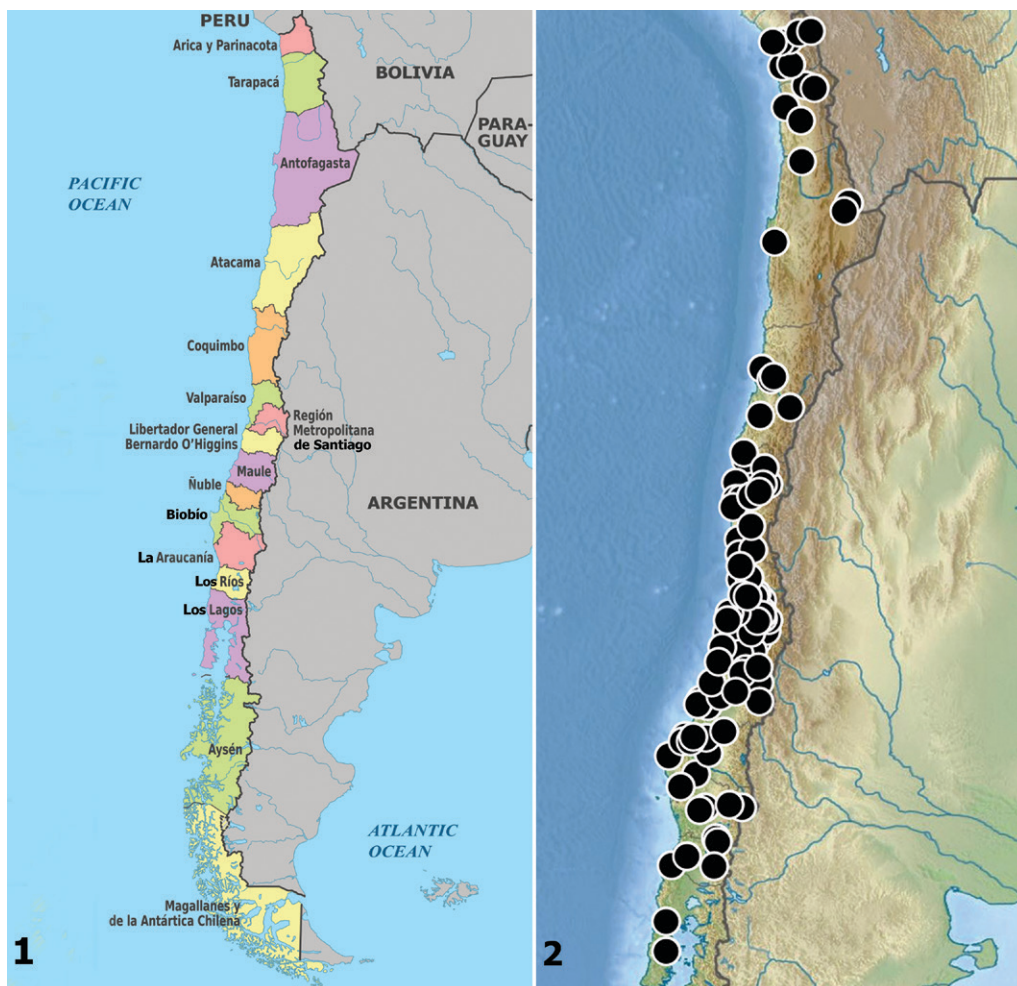 PERU
Arica y Parinacota
BOLIVIA
Tarapacá
PARA-
GUAY
Antofagasta
PACIFIC
OCEAN
Atacama
Coquimbo
Valparaíso
Región
Metropolitana
de Santiago
Libertador General
Bernardo O'Higgins
Maule
Ñuble
ARGENTINA
Biobío
La Araucanía
Los Ríos
Los Lagos
Aysén
ATLANTIC
OCEAN
Magallanes y
de la Antártica Chilena
1
2